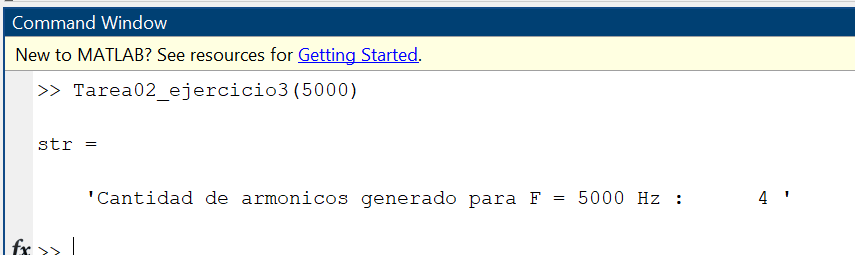 Command Window
New to MATLAB? See resources for Getting Started.
>> Tarea02_ejercicio3(5000)
str =
'Cantidad de armonicos generado para F = 5000 Hz :      4 '
fx >>